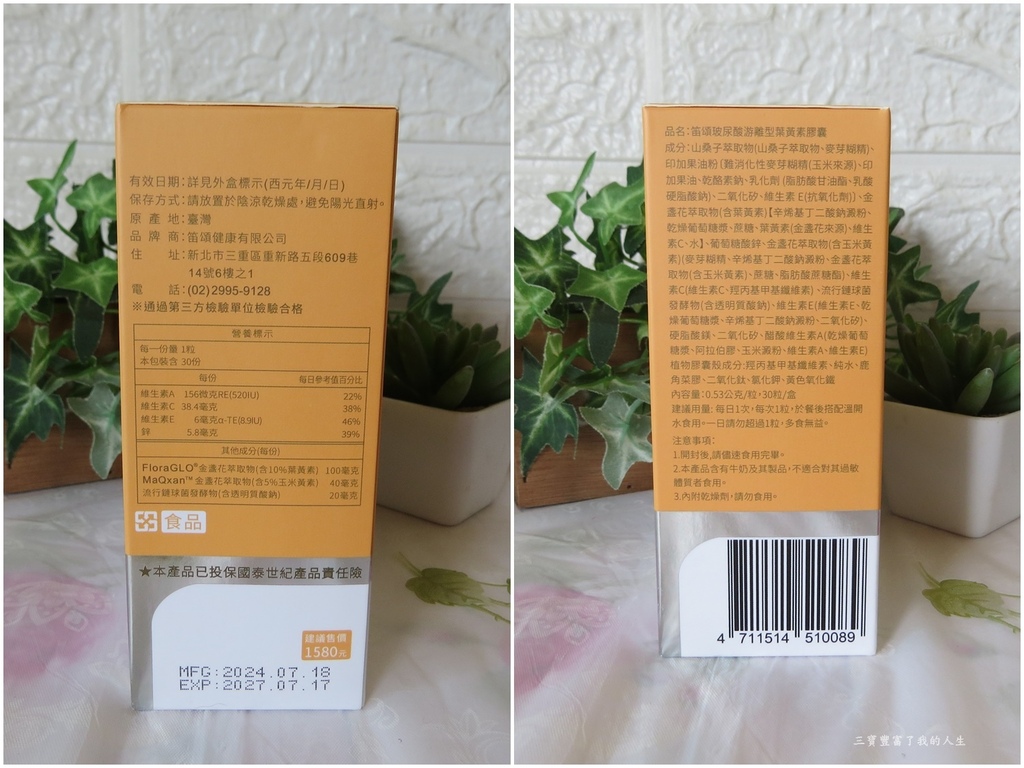 有效日期:詳見外盒標示(西元年/月/日)
保存方式:請放置於陰涼乾燥處,避免陽光直射。
原產地:臺灣
品牌商:笛頌健康有限公司
住址:新北市三重區重新路五段609巷
14號6樓之1
電話:(02)2995-9128
※通過第三方檢驗單位檢驗合格
營養標示
每一份量 1粒
本包裝含 30份
每份 每日參考值百分比
維生素A 156微克RE(520IU) 22%
維生素C 38.4毫克 38%
維生素E 6毫克α-TE(8.9IU) 46%
鋅 5.8毫克 39%
其他成分(每份)
FloraGLO®金盞花萃取物(含10%葉黃素) 100毫克
MaQxan™金盞花萃取物(含5%玉米黃素) 40毫克
流行鏈球菌發酵物(含透明質酸鈉) 20毫克
食品
★本產品已投保國泰世紀產品責任險
建議售價
1580元
MFG:2024.07.18
EXP:2027.07.17
品名:笛頌玻尿酸游離型葉黃素膠囊
成分:山桑子萃取物(山桑子萃取物、麥芽糊精)、
印加果油粉(難消化性麥芽糊精(玉米來源)、印
加果油、乾酪素鈉、乳化劑(脂肪酸甘油酯、乳酸
硬脂酸鈉)、二氧化矽、維生素E(抗氧化劑))、金
盞花萃取物(含葉黃素)【辛烯基丁二酸鈉澱粉、
乾燥葡萄糖漿、蔗糖、葉黃素(金盞花來源)、維生
素C、水】、葡萄糖酸鋅、金盞花萃取物(含玉米黃
素)(麥芽糊精、辛烯基丁二酸鈉澱粉、金盞花萃
取物(含玉米黃素)、蔗糖、脂肪酸蔗糖酯)、維生
素C(維生素C、羥丙基甲基纖維素)、流行鏈球菌
發酵物(含透明質酸鈉)、維生素E(維生素E、乾
燥葡萄糖漿、辛烯基丁二酸鈉澱粉、二氧化矽)、
硬脂酸鎂、二氧化矽、醋酸維生素A(乾燥葡萄
糖漿、阿拉伯膠、玉米澱粉、維生素A、維生素E)
植物膠囊殼成分:羥丙基甲基纖維素、純水、鹿
角菜膠、二氧化鈦、氯化鉀、黃色氧化鐵
內容量:0.53公克/粒,30粒/盒
建議用量:每日1次,每次1粒,於餐後搭配溫開
水食用。一日請勿超過1粒,多食無益。
注意事項:
1.開封後,請儘速食用完畢。
2.本產品含有牛奶及其製品,不適合對其過敏
體質者食用。
3.內附乾燥劑,請勿食用。
4 711514 510089
三寶豐富了我的人生